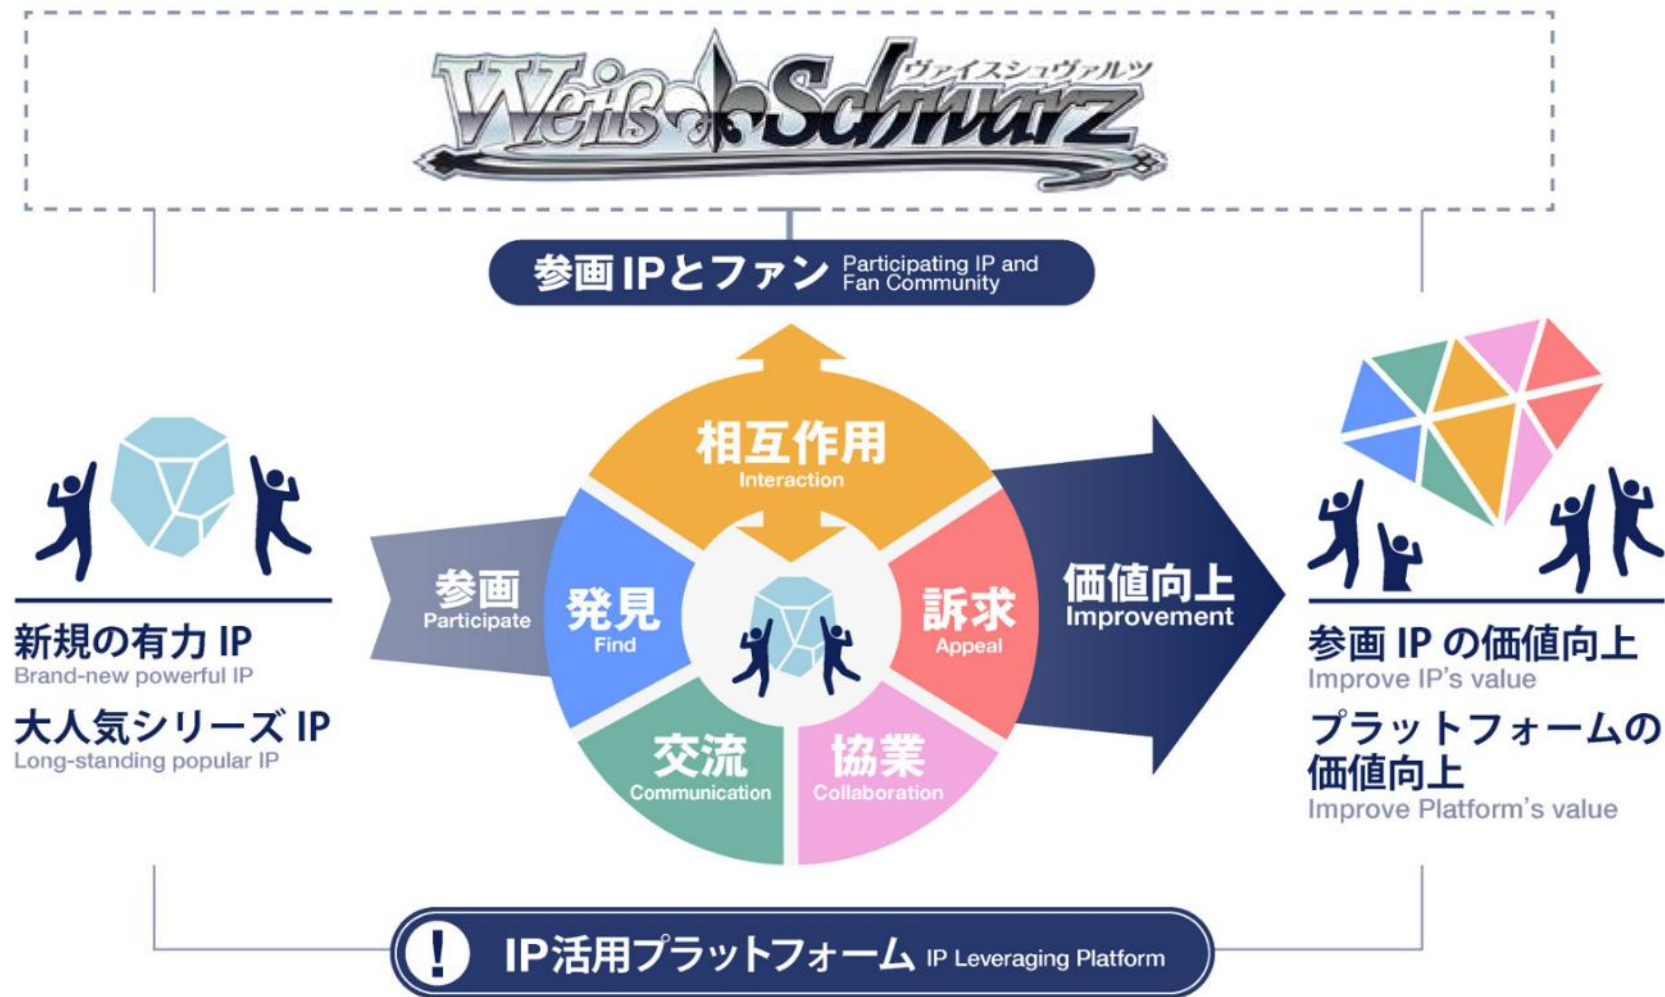 Weiß Schwarz
ヴァイスシュヴァルツ
参画IPとファン
Participating IP and
Fan Community
相互作用
Interaction
参画
Participate
発見
Find
訴求
Appeal
価値向上
Improvement
交流
Communication
協業
Collaboration
新規の有力 IP
Brand-new powerful IP
大人気シリーズ IP
Long-standing popular IP
参画 IP の価値向上
Improve IP's value
プラットフォームの
価値向上
Improve Platform's value
!
IP活用プラットフォーム IP Leveraging Platform